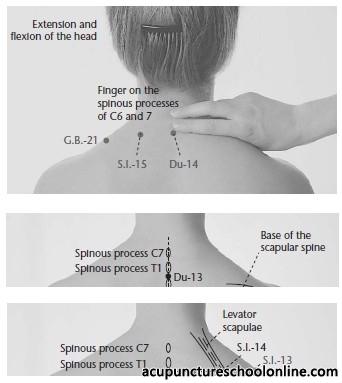 Extension and
flexion of the head
Finger on the
spinous processes
of C6 and 7
G.B.-21
S.I.-15
Du-14
Spinous process C7
Spinous process T1
Du-13
Base of the
scapular spine
Levator
scapulae
S.I.-14
S.I.-13
Spinous process C7
Spinous process T1
acupunctureschoolonline.com